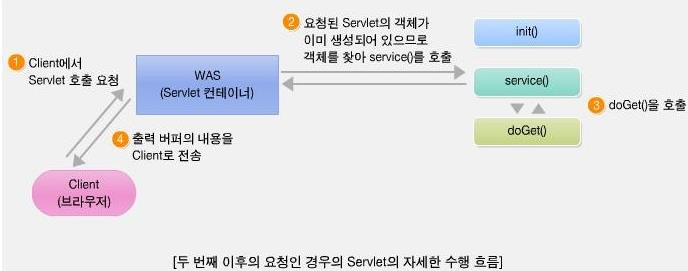 1 Client에서
Servlet 호출 요청
WAS
(Servlet 컨테이너)
2 요청된 Servlet의 객체가
이미 생성되어 있으므로
객체를 찾아 service()를 호출
init()
service()
3 doGet()을 호출
doGet()
4 출력 버퍼의 내용을
Client로 전송
Client
(브라우저)
[두 번째 이후의 요청인 경우의 Servlet의 자세한 수행 흐름]